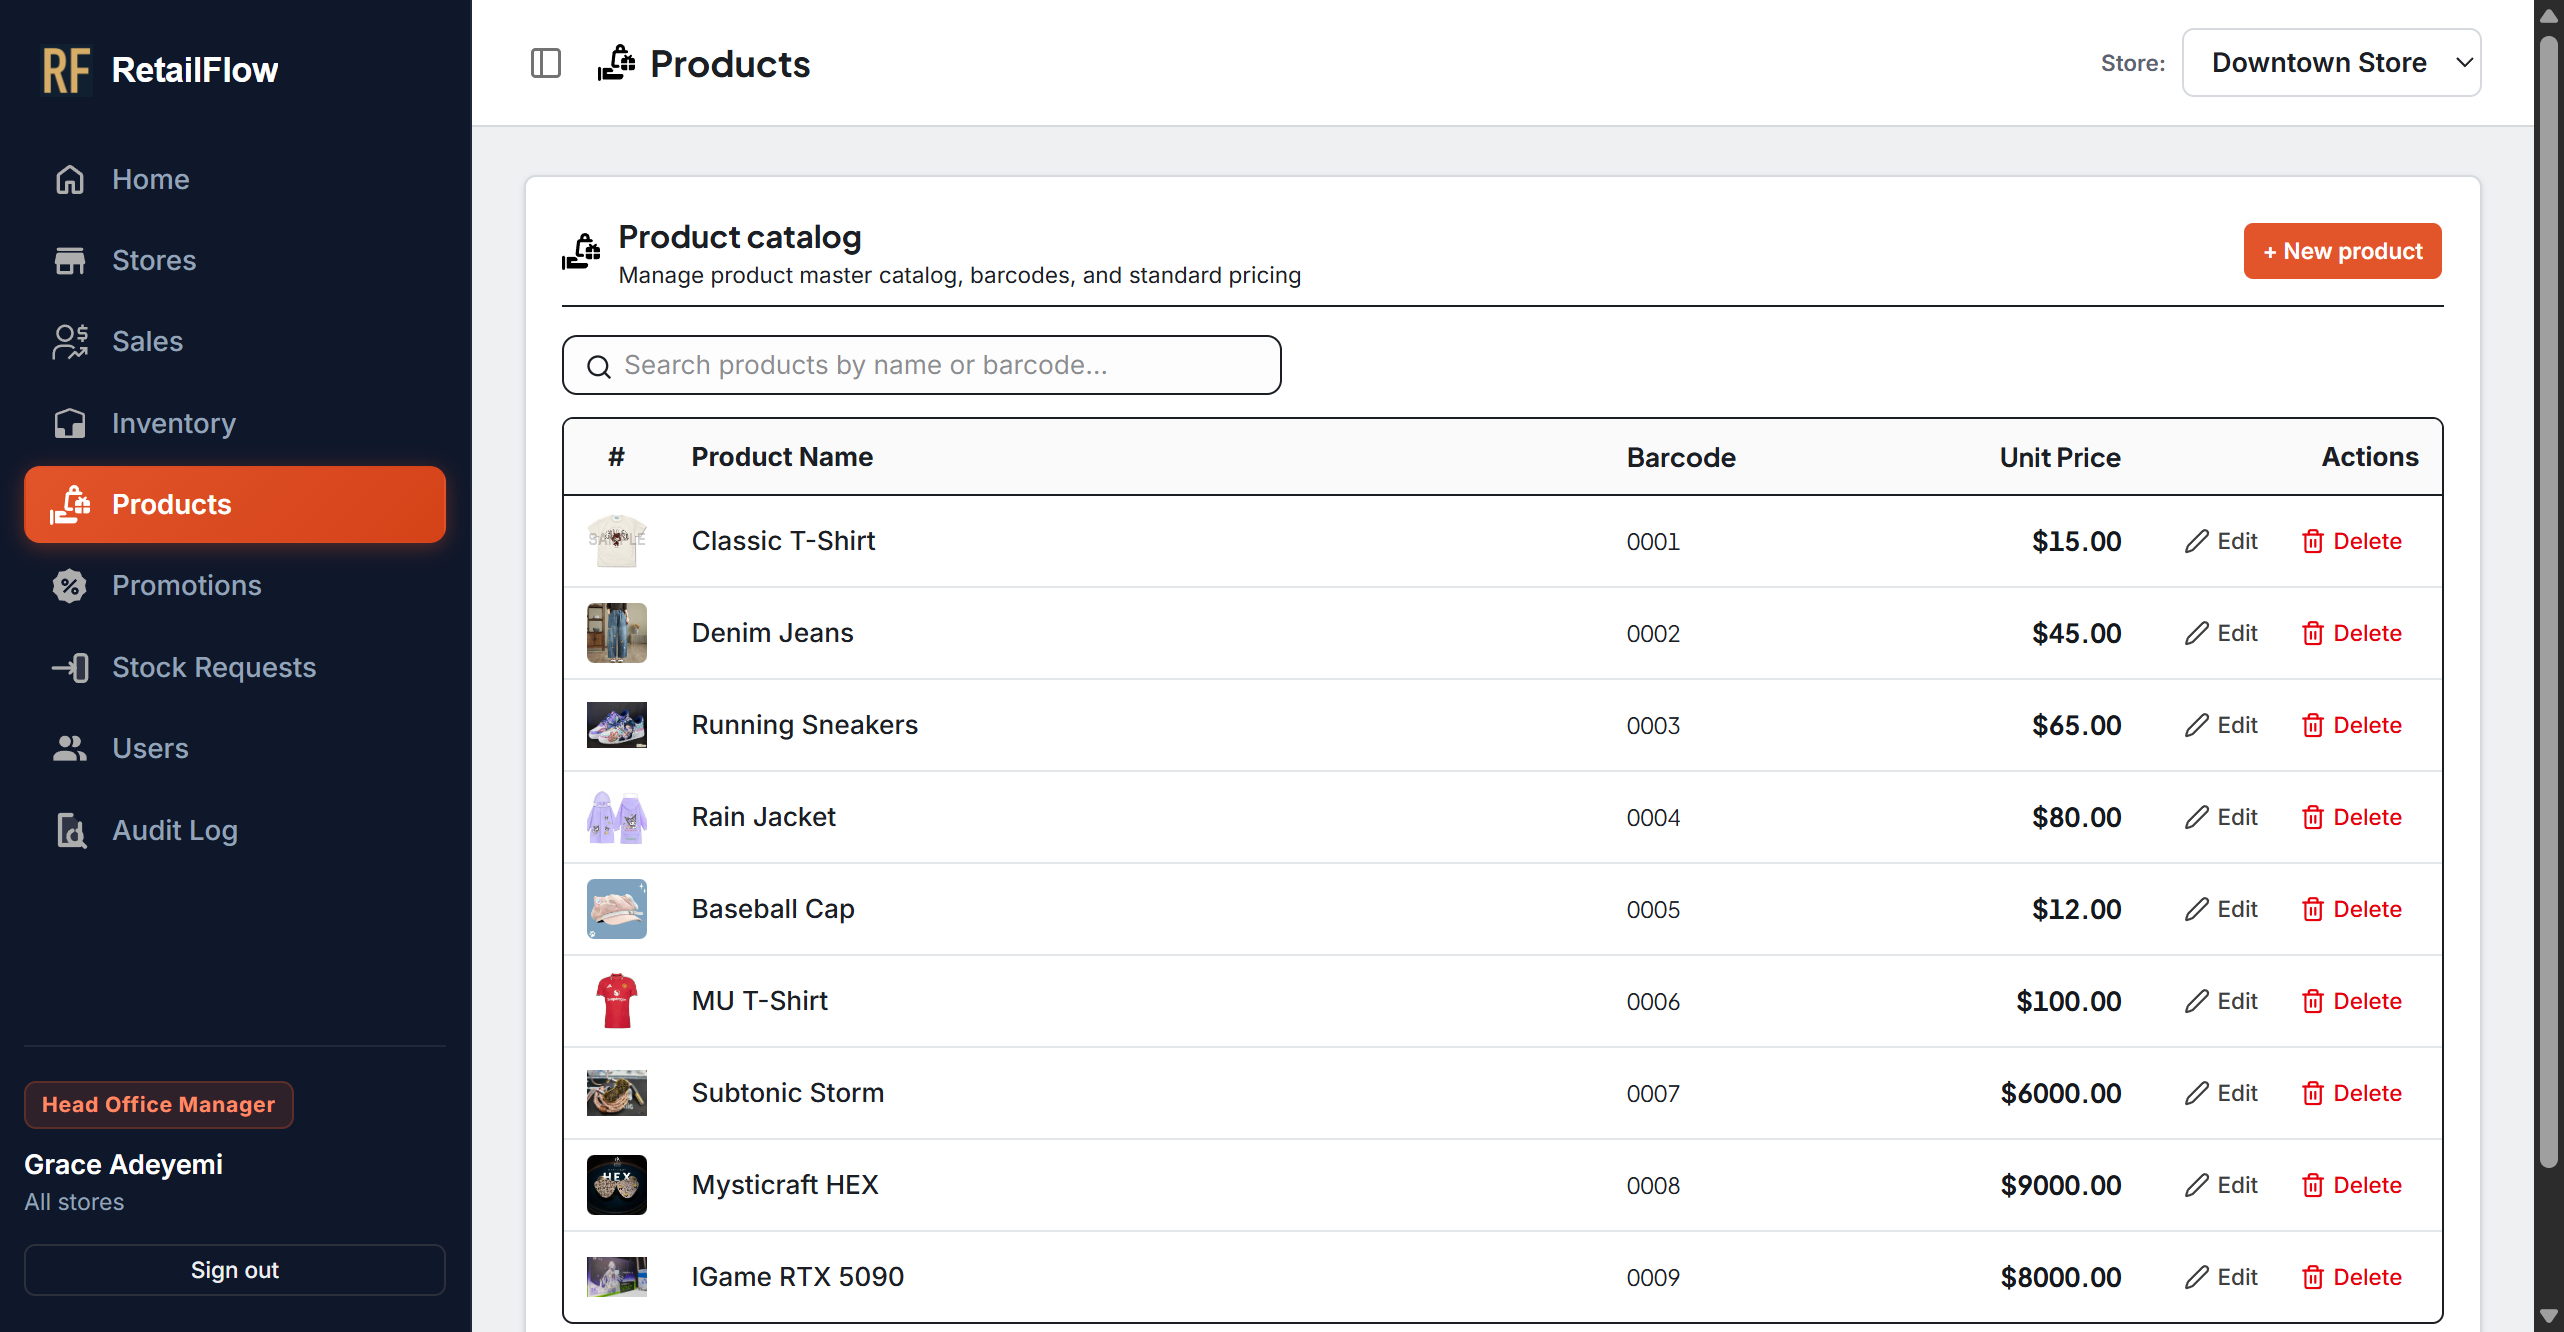 RF RetailFlow
Home
Stores
Sales
Inventory
Products
Promotions
Stock Requests
Users
Audit Log
Head Office Manager
Grace Adeyemi
All stores
Sign out
Products
Store: Downtown Store
Product catalog
Manage product master catalog, barcodes, and standard pricing
+ New product
Search products by name or barcode...
# Product Name Barcode Unit Price Actions
SAMPLE Classic T-Shirt 0001 $15.00 Edit Delete
Denim Jeans 0002 $45.00 Edit Delete
Running Sneakers 0003 $65.00 Edit Delete
Rain Jacket 0004 $80.00 Edit Delete
Baseball Cap 0005 $12.00 Edit Delete
MU T-Shirt 0006 $100.00 Edit Delete
Subtonic Storm 0007 $6000.00 Edit Delete
HEX Mysticraft HEX 0008 $9000.00 Edit Delete
IGame RTX 5090 0009 $8000.00 Edit Delete